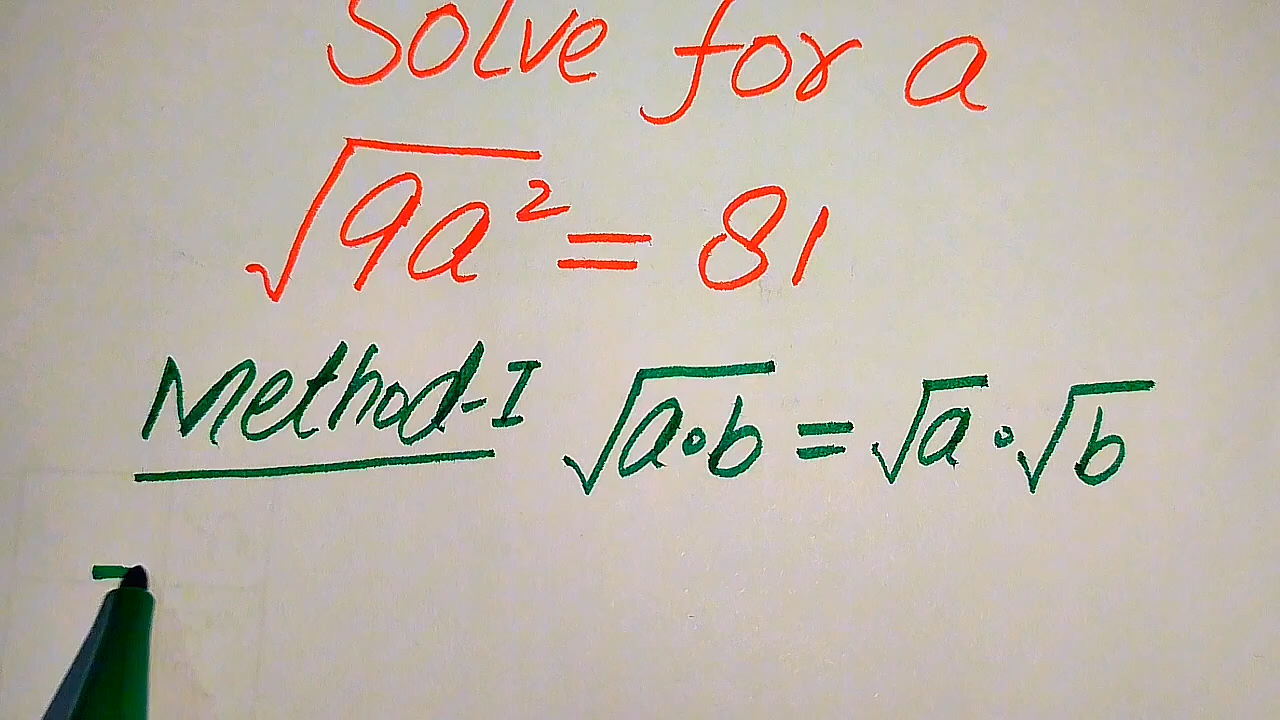 Solve for a
√9a² = 81
Method-I √a·b = √a·√b